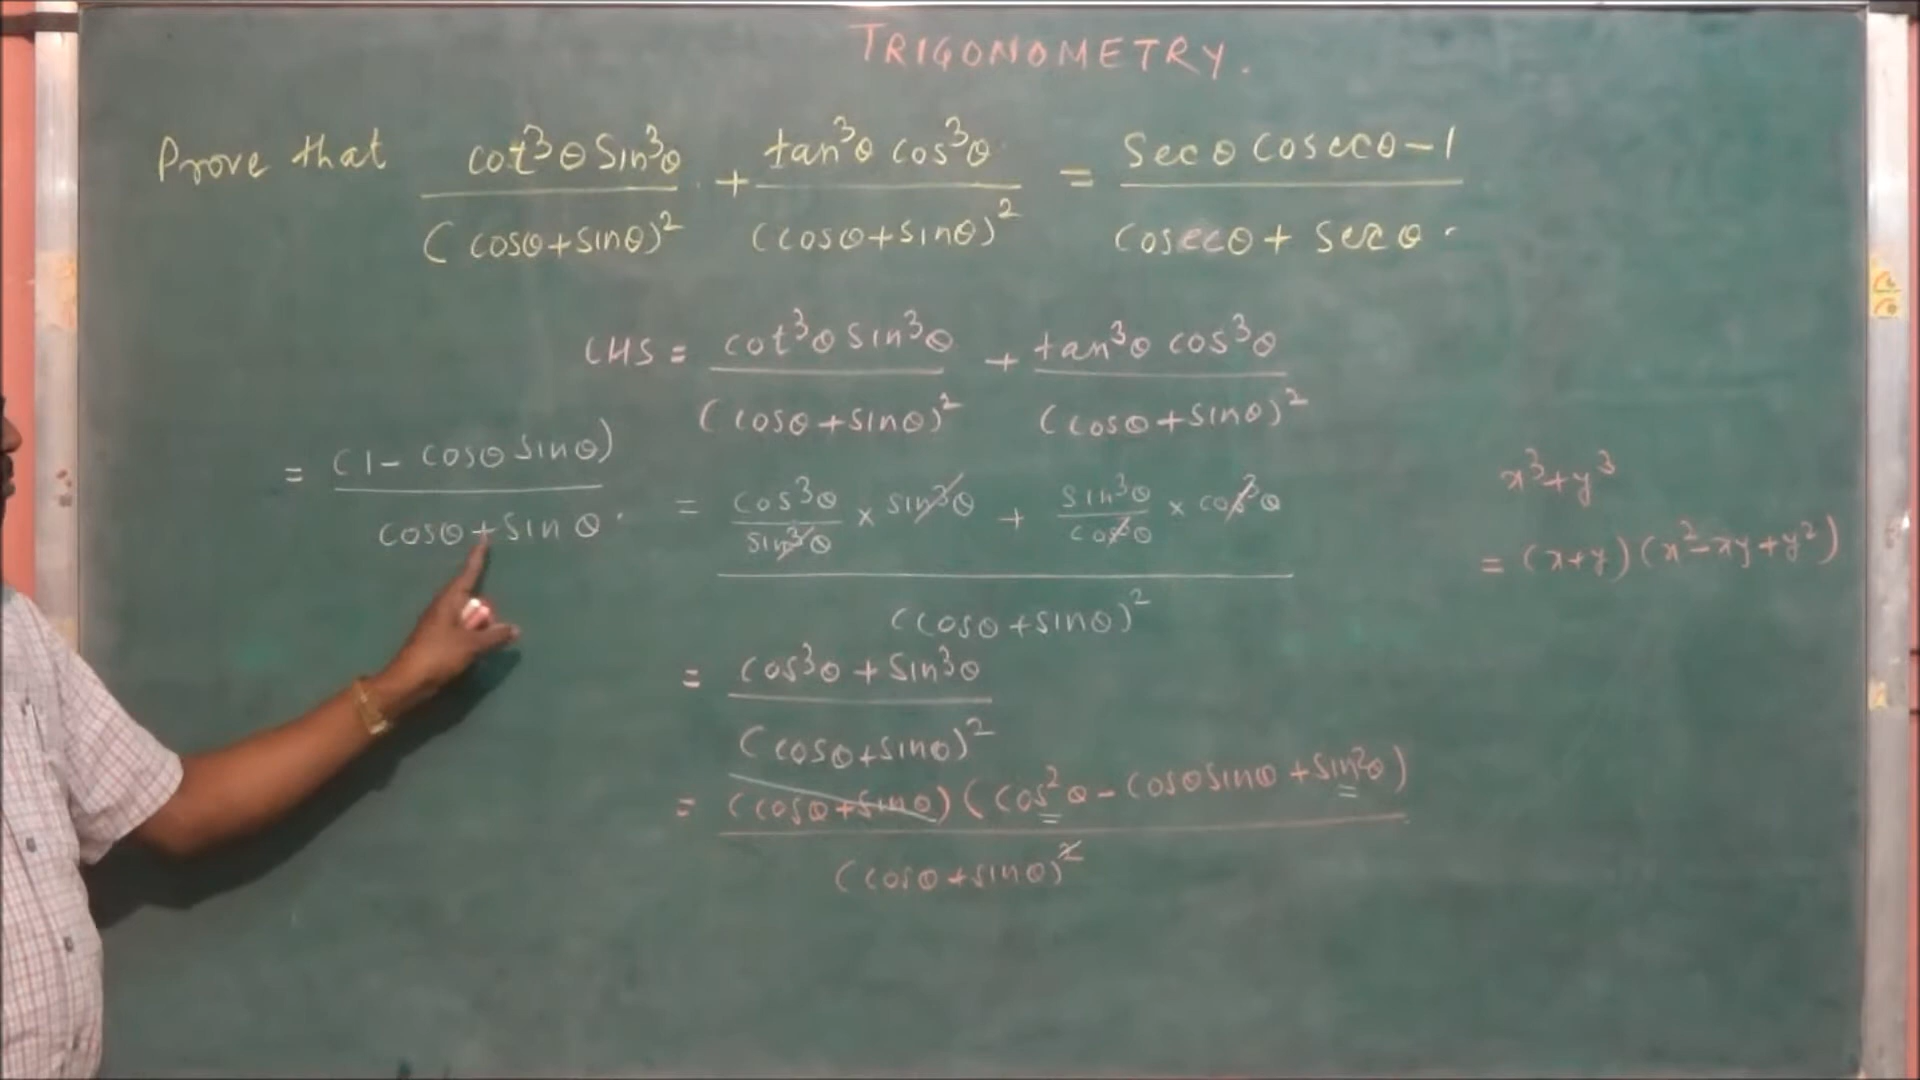 TRIGONOMETRY.
Prove that cot³θ sin³θ / (cosθ+sinθ)² + tan³θ cos³θ / (cosθ+sinθ)² = secθ cosecθ-1 / cosecθ + secθ.
LHS = cot³θ sin³θ / (cosθ+sinθ)² + tan³θ cos³θ / (cosθ+sinθ)²
= cos³θ/sin³θ × sin³θ + sin³θ/cos³θ × cos³θ / (cosθ+sinθ)²
= cos³θ + sin³θ / (cosθ+sinθ)²
= (cosθ+sinθ) (cos²θ - cosθ sinθ + sin²θ) / (cosθ+sinθ)²
= (1 - cosθ sinθ) / cosθ + sinθ.
x³+y³
= (x+y) (x²-xy+y²)